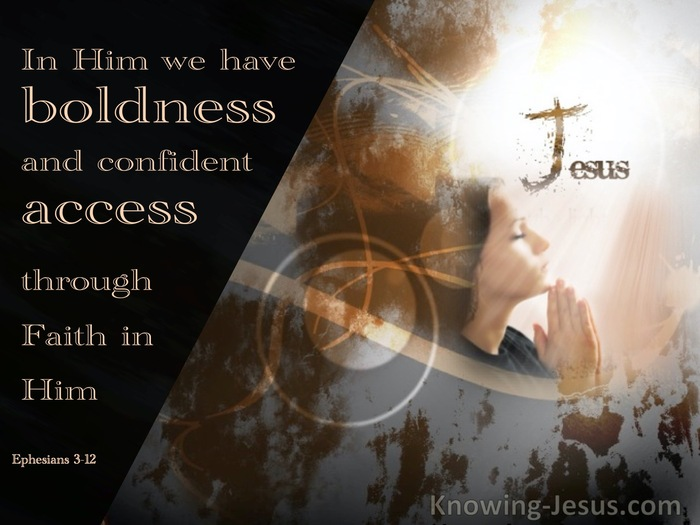 In Him we have
boldness
and confident
access
through
Faith in
Him
Ephesians 3-12
Jesus
Knowing-Jesus.com